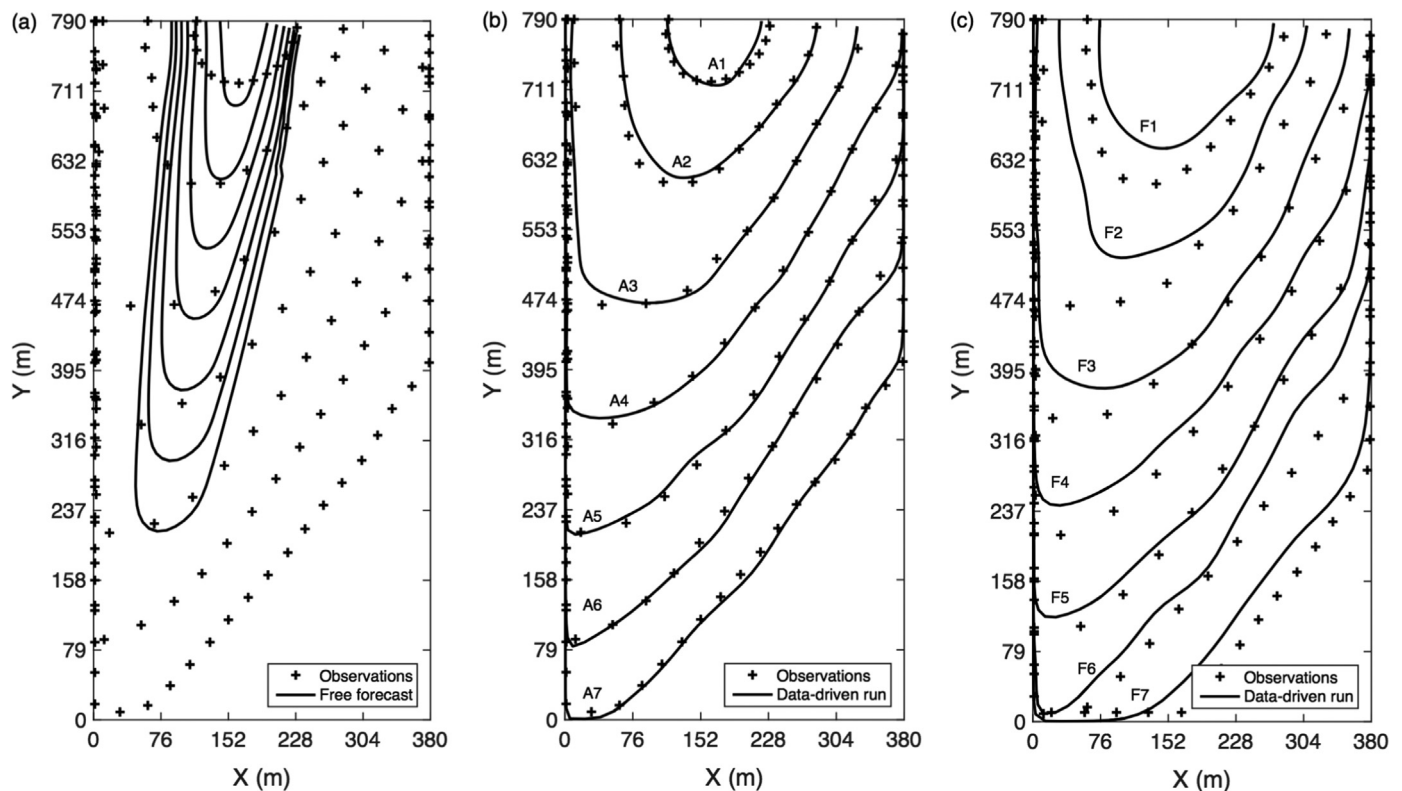 (a)
790
711
632
553
474
395
316
237
158
79
0
Y (m)
0 76 152 228 304 380
X (m)
Observations
Free forecast
(b)
790
711
632
553
474
395
316
237
158
79
0
Y (m)
A1
A2
A3
A4
A5
A6
A7
0 76 152 228 304 380
X (m)
Observations
Data-driven run
(c)
790
711
632
553
474
395
316
237
158
79
0
Y (m)
F1
F2
F3
F4
F5
F6
F7
0 76 152 228 304 380
X (m)
Observations
Data-driven run